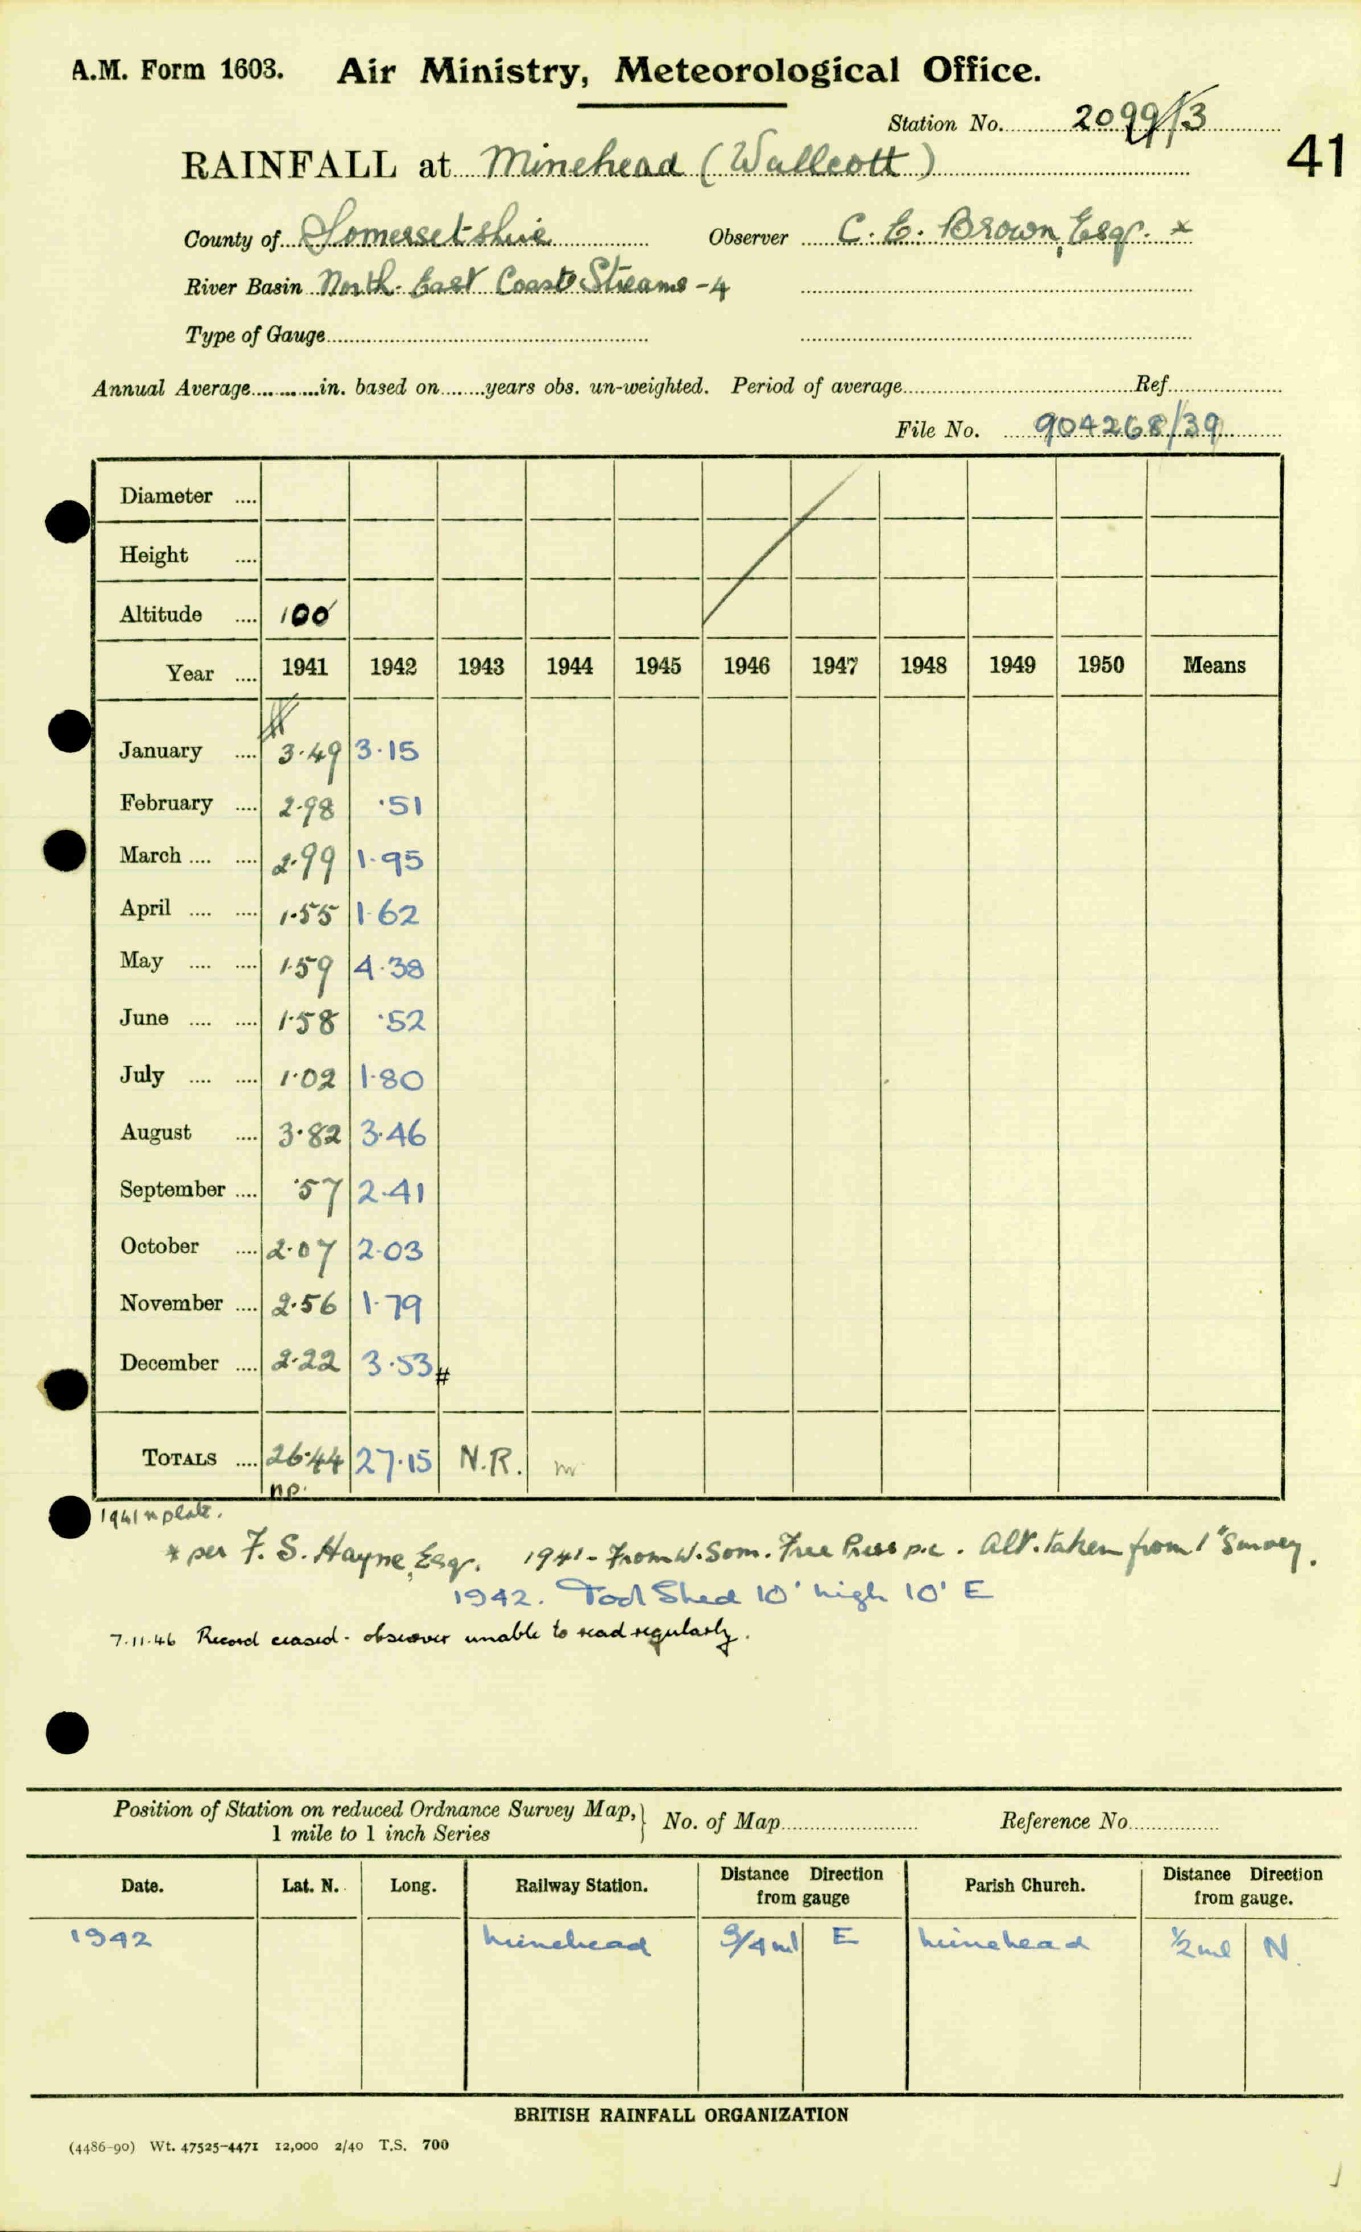 A.M. Form 1603. Air Ministry, Meteorological Office.
Station No. 2099/13
41
RAINFALL at Minehead (Wallcott)
County of Somersetshire Observer C. E. Brown, Esqr. *
River Basin North East Coast Streams - 4
Type of Gauge
Annual Average in. based on years obs. un-weighted. Period of average Ref
File No. 904268/39
Diameter
Height
Altitude 100
Year 1941 1942 1943 1944 1945 1946 1947 1948 1949 1950 Means
January 3.49 3.15
February 2.98 .51
March 2.99 1.95
April 1.55 1.62
May 1.59 4.38
June 1.58 .52
July 1.02 1.80
August 3.82 3.46
September .57 2.41
October 2.07 2.03
November 2.56 1.79
December 2.22 3.53 #
TOTALS 26.44 27.15 N.R.
n.p.
1941 n plate.
* per F. S. Hayne, Esqr. 1941 - From W. Som. Free Press p.c. Alt. taken from 1" Survey.
1942. Tool Shed 10' high 10' E
7.11.46 Record ceased - observer unable to read regularly.
Position of Station on reduced Ordnance Survey Map, 1 mile to 1 inch Series No. of Map Reference No
Date. Lat. N. Long. Railway Station. Distance Direction from gauge Parish Church. Distance Direction from gauge.
1942 Minehead 3/4 ml E Minehead 1/2 ml N.
BRITISH RAINFALL ORGANIZATION
(4486-90) Wt. 47525-4471 12,000 2/40 T.S. 700